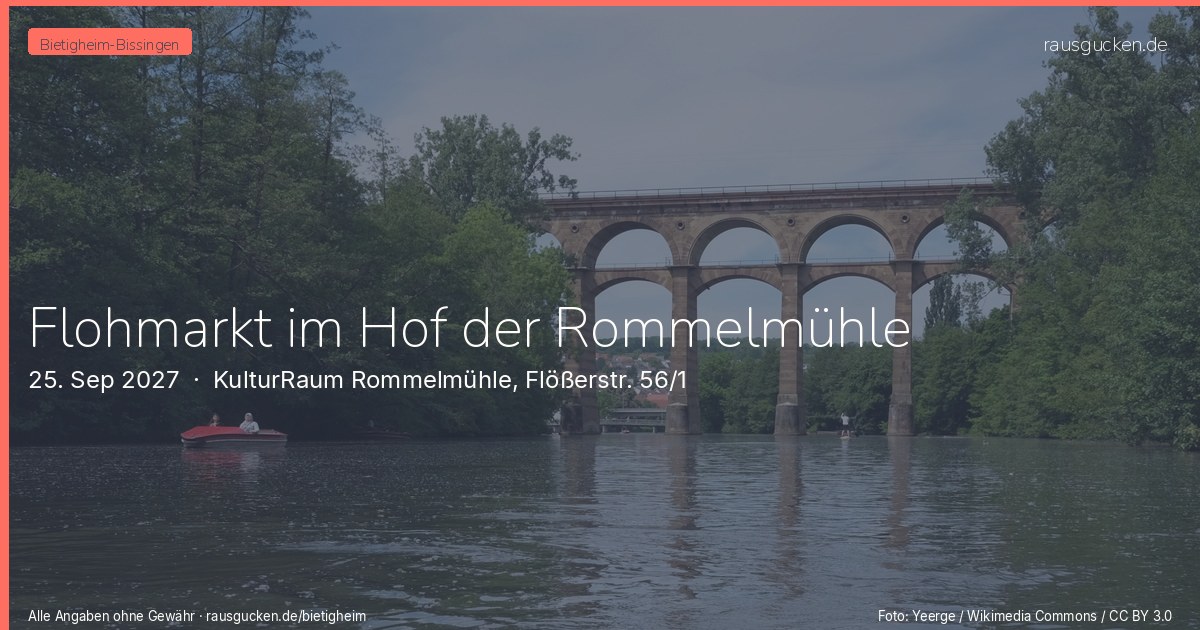 Bietigheim-Bissingen
rausgucken.de
Flohmarkt im Hof der Rommelmühle
25. Sep 2027 · KulturRaum Rommelmühle, Flößerstr. 56/1
Alle Angaben ohne Gewähr · rausgucken.de/bietigheim
Foto: Yeerge / Wikimedia Commons / CC BY 3.0